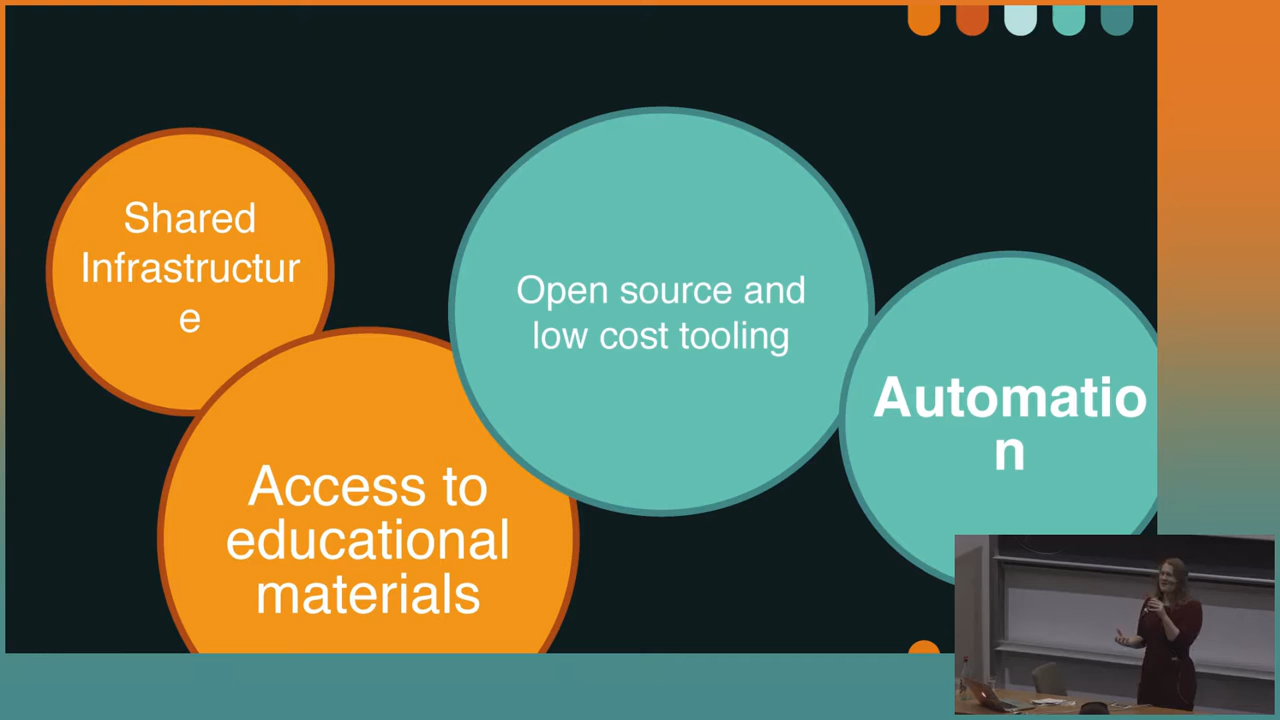 Shared
Infrastructur
e
Access to
educational
materials
Open source and
low cost tooling
Automatio
n